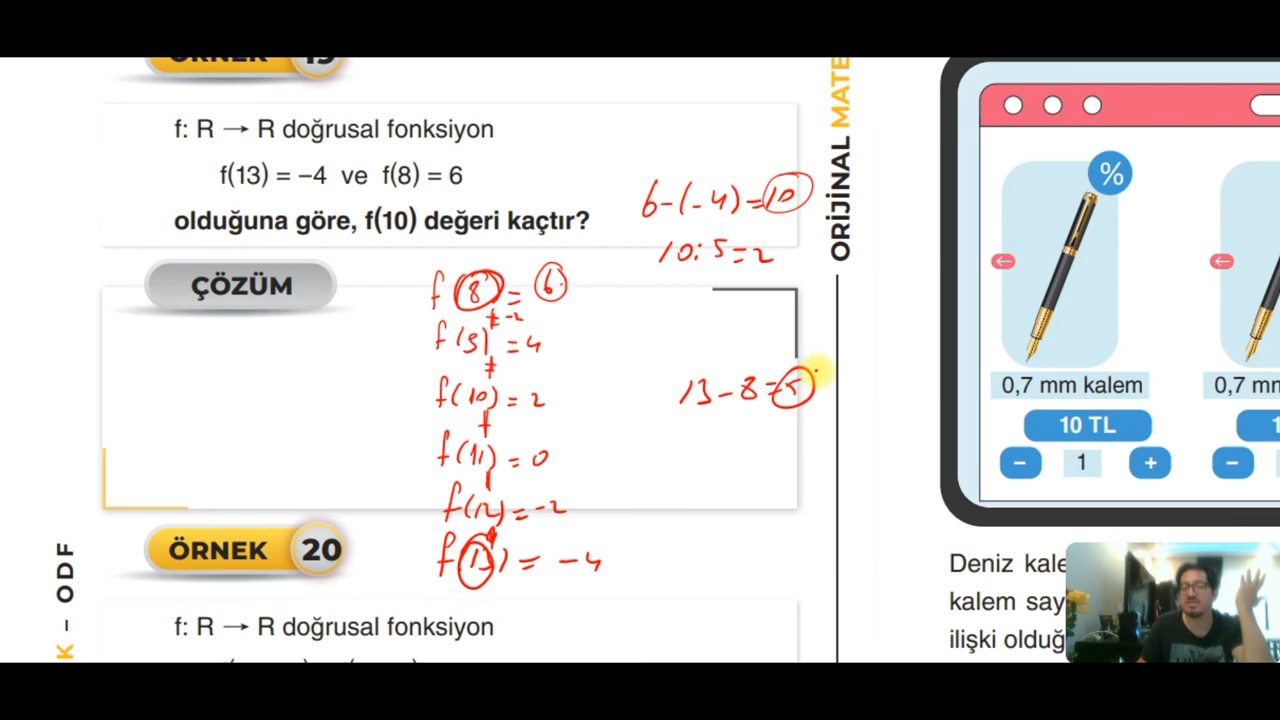 ÖRNEK 19
f: R → R doğrusal fonksiyon
f(13) = –4 ve f(8) = 6
olduğuna göre, f(10) değeri kaçtır?
6-(-4)=10
10:5=2
ÇÖZÜM
f(8)=6
-2
f(9)=4
f(10)=2
f(11)=0
f(12)=-2
f(13)=-4
13-8=5
ÖRNEK 20
f: R → R doğrusal fonksiyon
K – ODF
ORİJİNAL MATE
%
0,7 mm kalem
10 TL
– 1 +
0,7 mm
1
–
Deniz kale
kalem say
ilişki olduğ